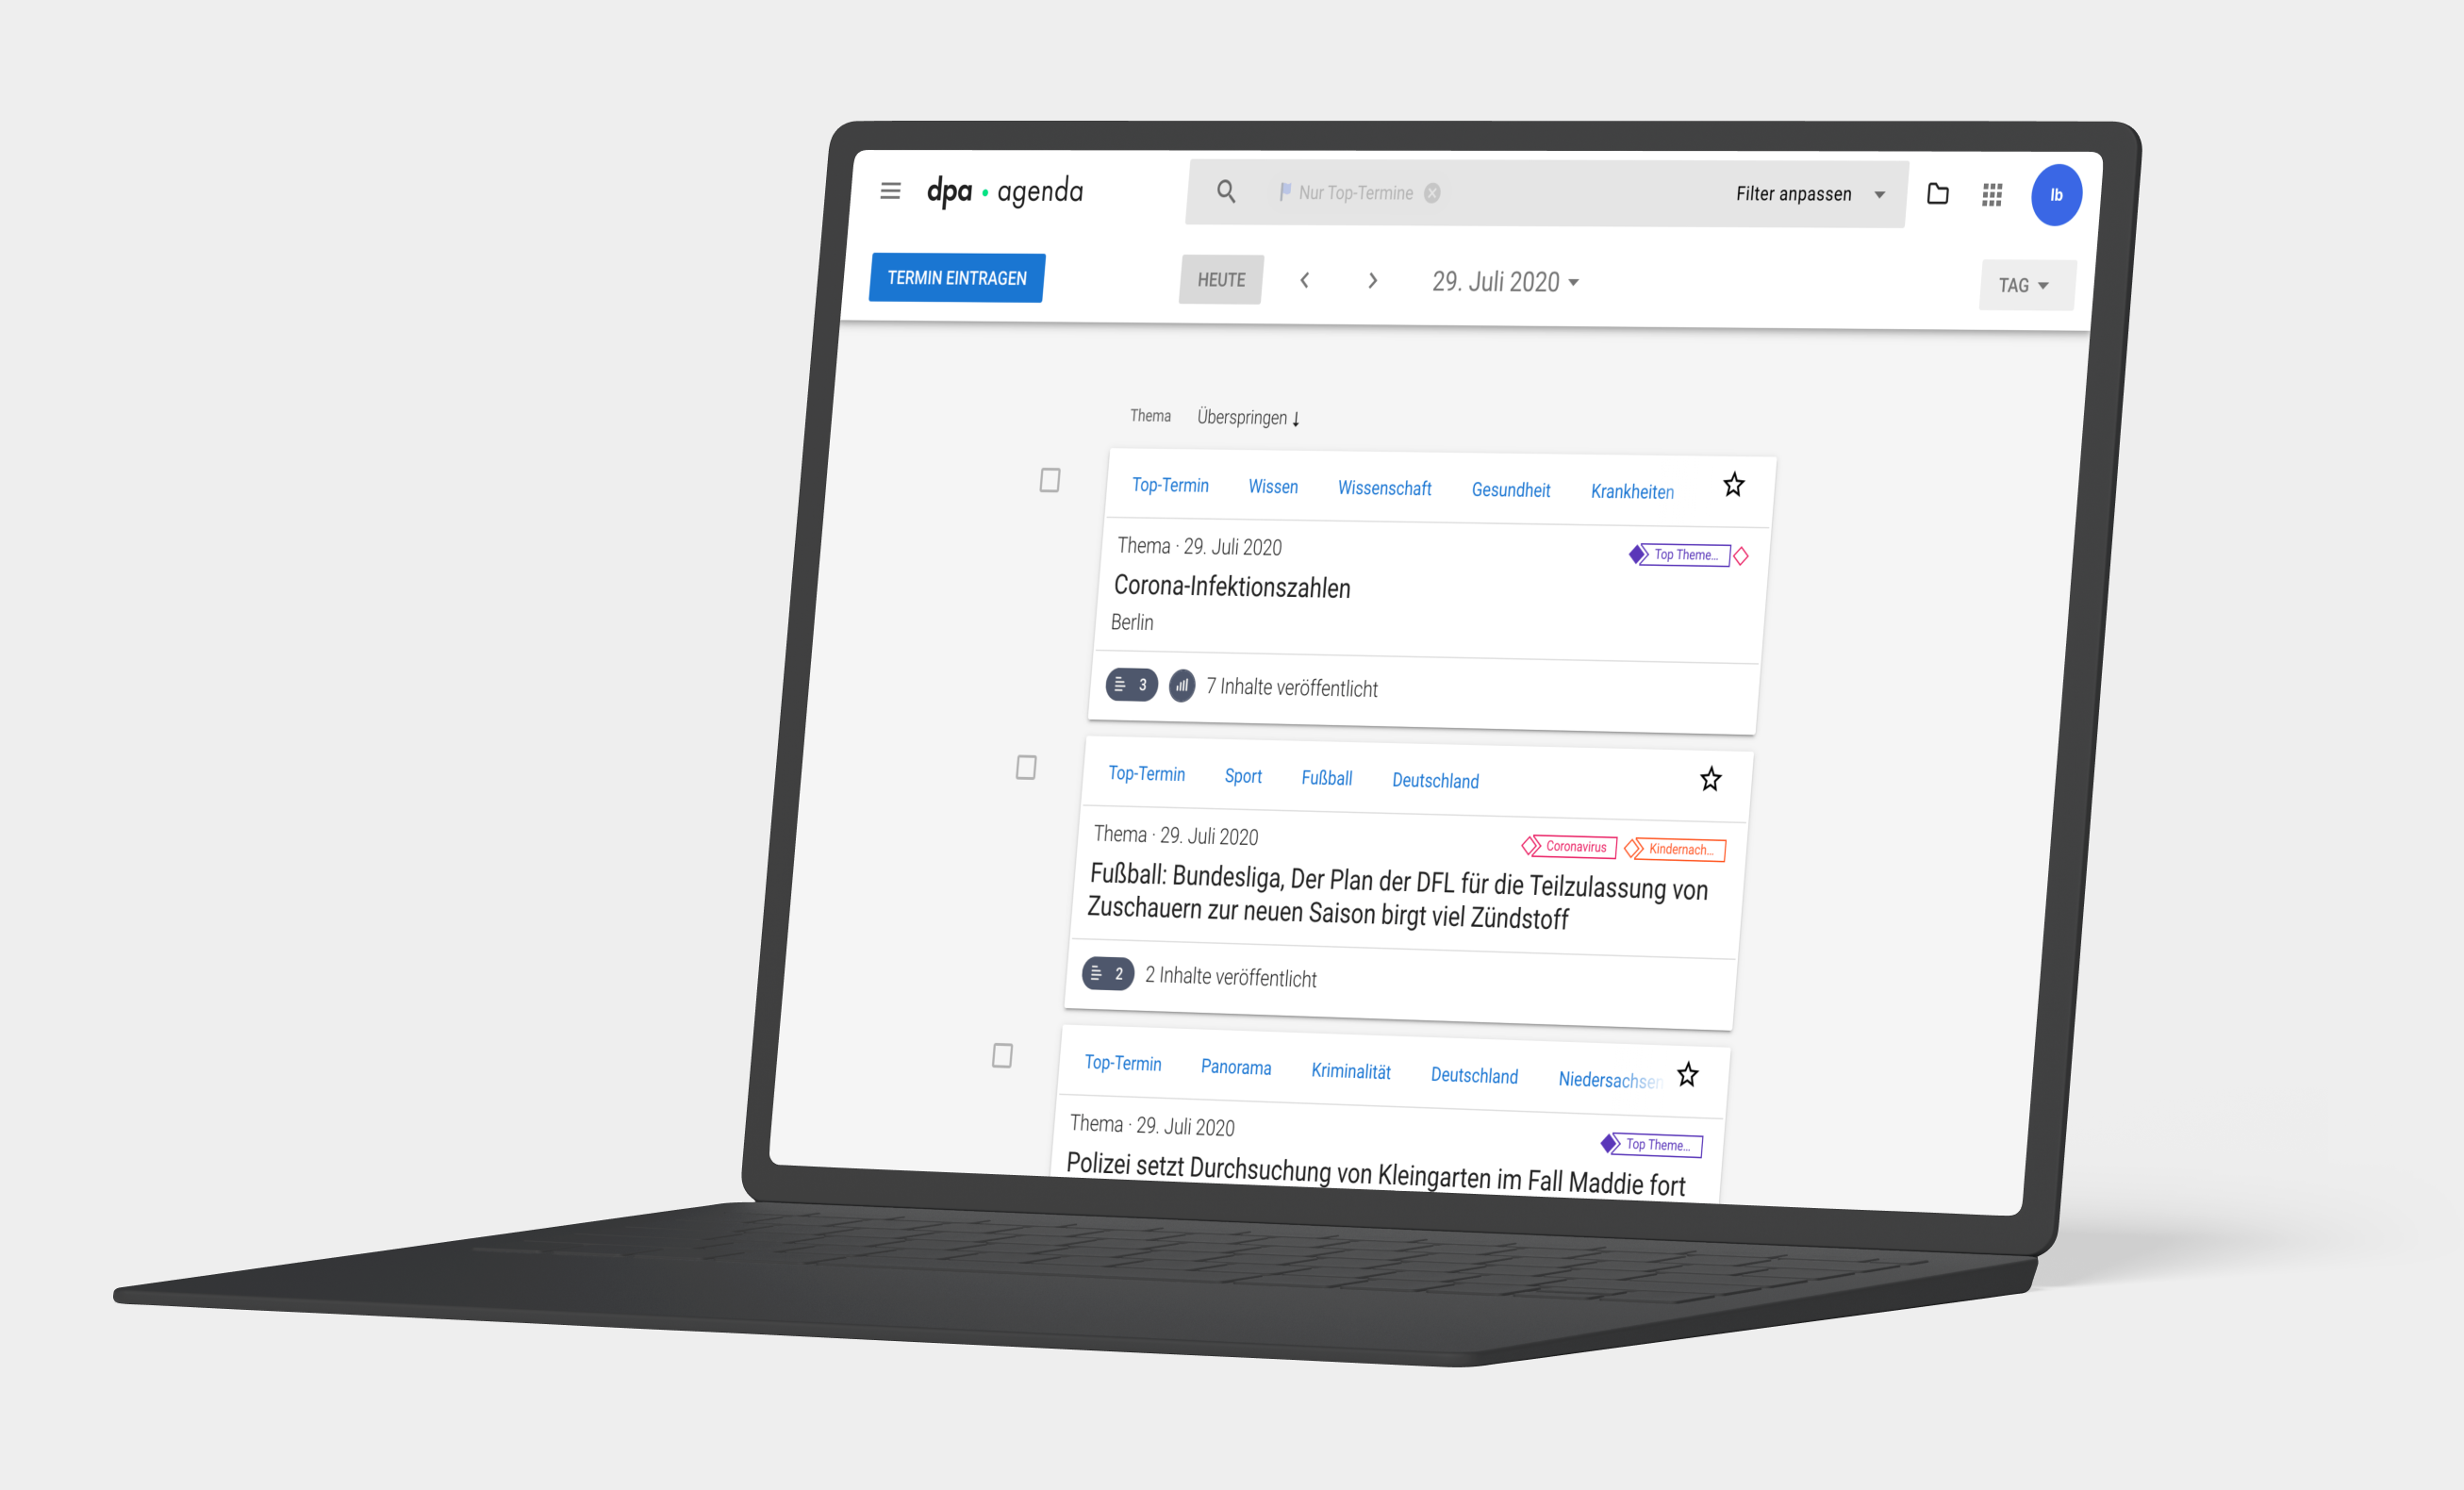 dpa • agenda
Nur Top-Termine
Filter anpassen
lb
TERMIN EINTRAGEN
HEUTE
29. Juli 2020
TAG
Thema Überspringen ↓
Top-Termin Wissen Wissenschaft Gesundheit Krankheiten
Thema · 29. Juli 2020
Top Theme...
Corona-Infektionszahlen
Berlin
3 7 Inhalte veröffentlicht
Top-Termin Sport Fußball Deutschland
Thema · 29. Juli 2020
Coronavirus Kindernach...
Fußball: Bundesliga, Der Plan der DFL für die Teilzulassung von
Zuschauern zur neuen Saison birgt viel Zündstoff
2 2 Inhalte veröffentlicht
Top-Termin Panorama Kriminalität Deutschland Niedersachsen
Thema · 29. Juli 2020
Top Theme...
Polizei setzt Durchsuchung von Kleingarten im Fall Maddie fort